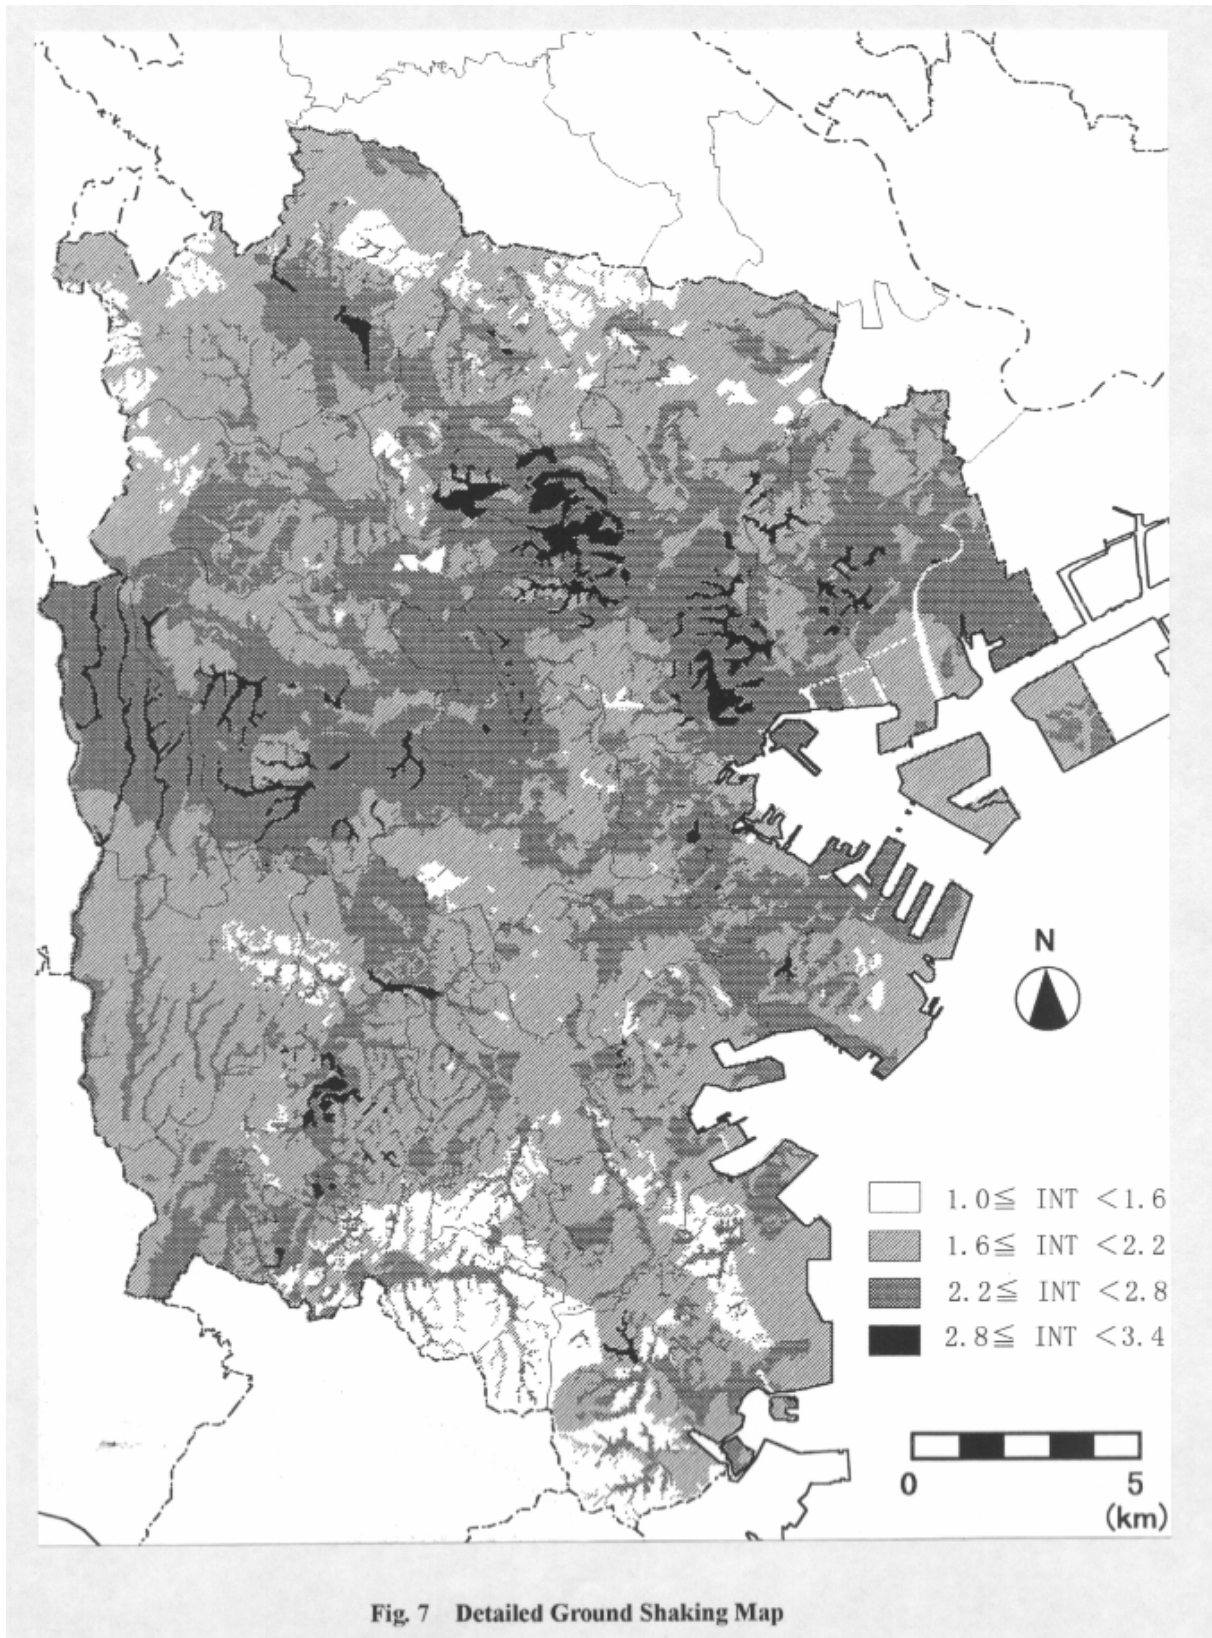 N
1.0≦ INT <1.6
1.6≦ INT <2.2
2.2≦ INT <2.8
2.8≦ INT <3.4
0 5
(km)
Fig. 7 Detailed Ground Shaking Map